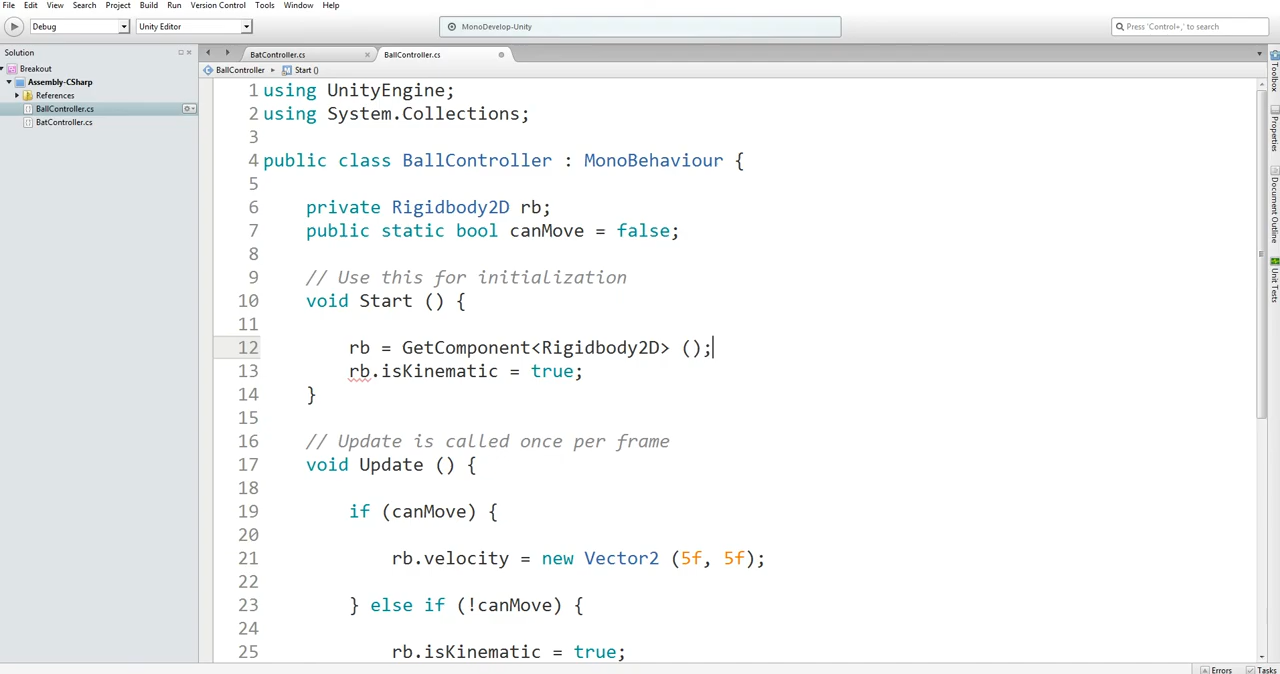 File Edit View Search Project Build Run Version Control Tools Window Help
Debug Unity Editor MonoDevelop-Unity Press 'Control+,' to search
Solution
BatController.cs BallController.cs
Breakout
Assembly-CSharp
References
BallController.cs
BatController.cs
BallController Start ()
1 using UnityEngine;
2 using System.Collections;
3
4 public class BallController : MonoBehaviour {
5
6 private Rigidbody2D rb;
7 public static bool canMove = false;
8
9 // Use this for initialization
10 void Start () {
11
12 rb = GetComponent<Rigidbody2D> ();
13 rb.isKinematic = true;
14 }
15
16 // Update is called once per frame
17 void Update () {
18
19 if (canMove) {
20
21 rb.velocity = new Vector2 (5f, 5f);
22
23 } else if (!canMove) {
24
25 rb.isKinematic = true;
Toolbox
Properties
Document Outline
Unit Tests
Errors Tasks